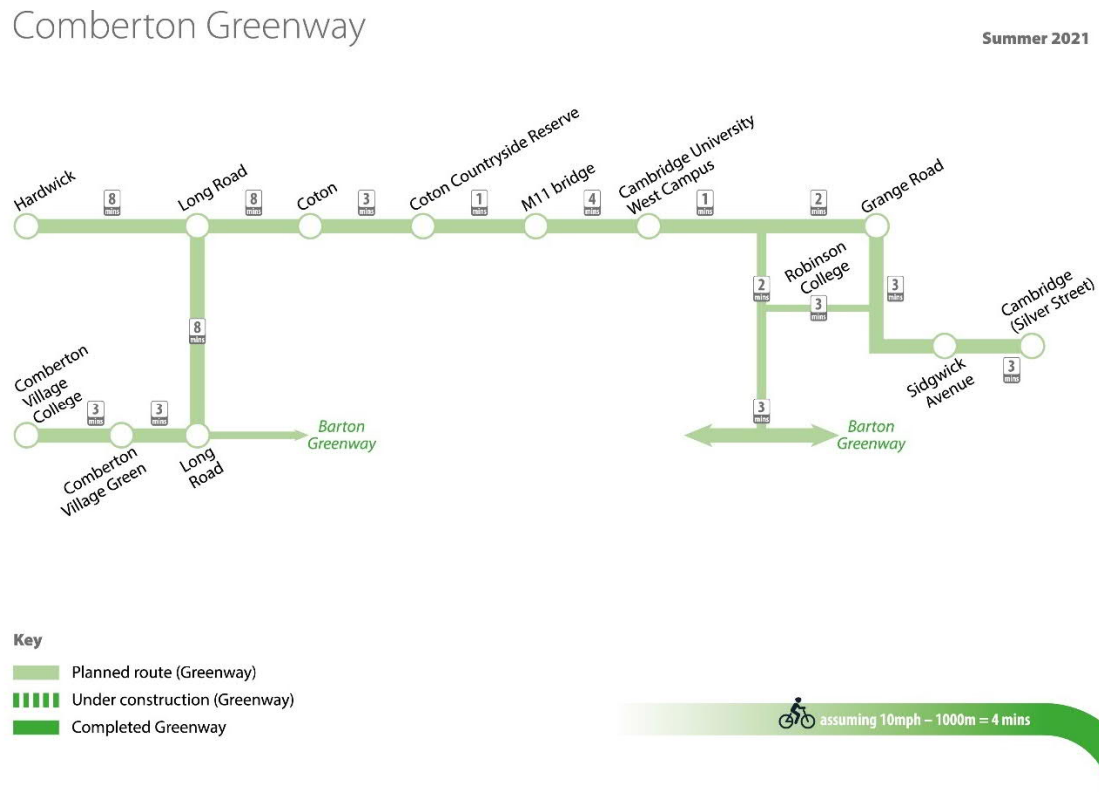 Comberton Greenway
Summer 2021
Hardwick
8
mins
Long Road
8
mins
Coton
3
mins
Coton Countryside Reserve
1
mins
M11 bridge
4
mins
Cambridge University
West Campus
1
mins
2
mins
Grange Road
2
mins
Robinson
College
3
mins
3
mins
Cambridge
(Silver Street)
8
mins
Sidgwick
Avenue
3
mins
Comberton
Village
College
3
mins
3
mins
3
mins
Comberton
Village Green
Long
Road
Barton
Greenway
Barton
Greenway
Key
Planned route (Greenway)
Under construction (Greenway)
Completed Greenway
assuming 10mph – 1000m = 4 mins